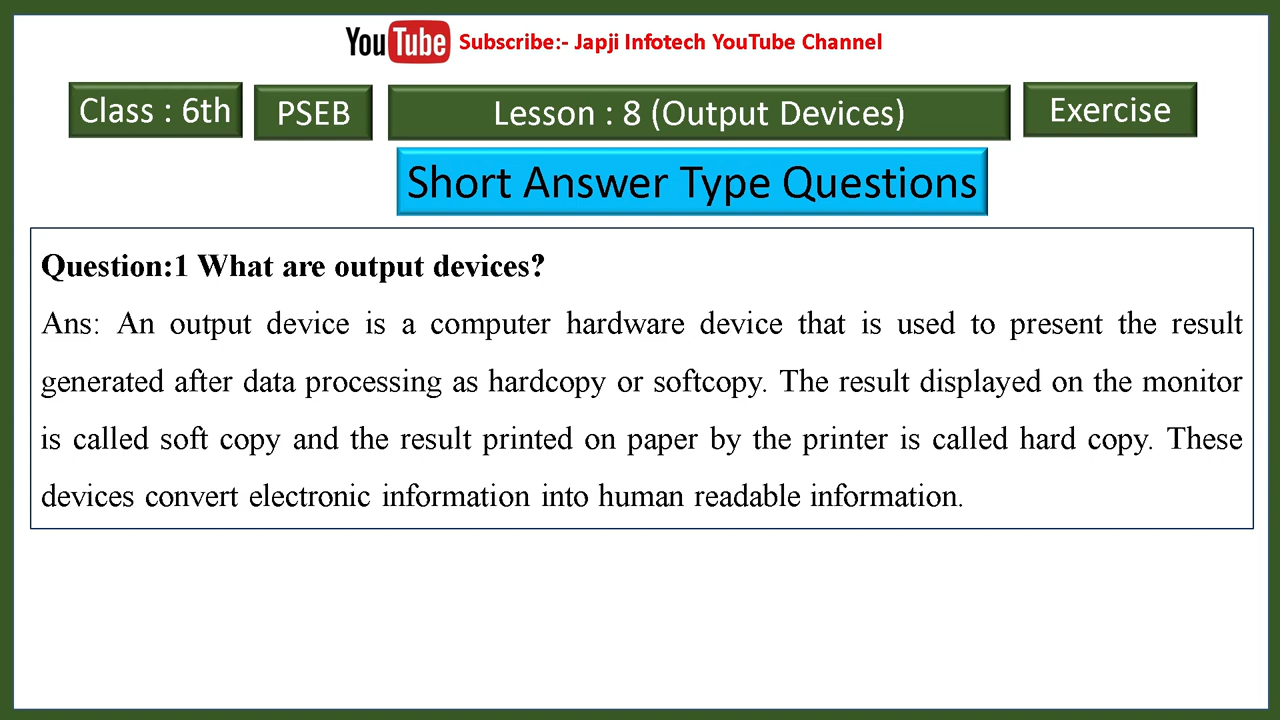 YouTube Subscribe:- Japji Infotech YouTube Channel
Class : 6th PSEB Lesson : 8 (Output Devices) Exercise
Short Answer Type Questions
Question:1 What are output devices?
Ans: An output device is a computer hardware device that is used to present the result
generated after data processing as hardcopy or softcopy. The result displayed on the monitor
is called soft copy and the result printed on paper by the printer is called hard copy. These
devices convert electronic information into human readable information.